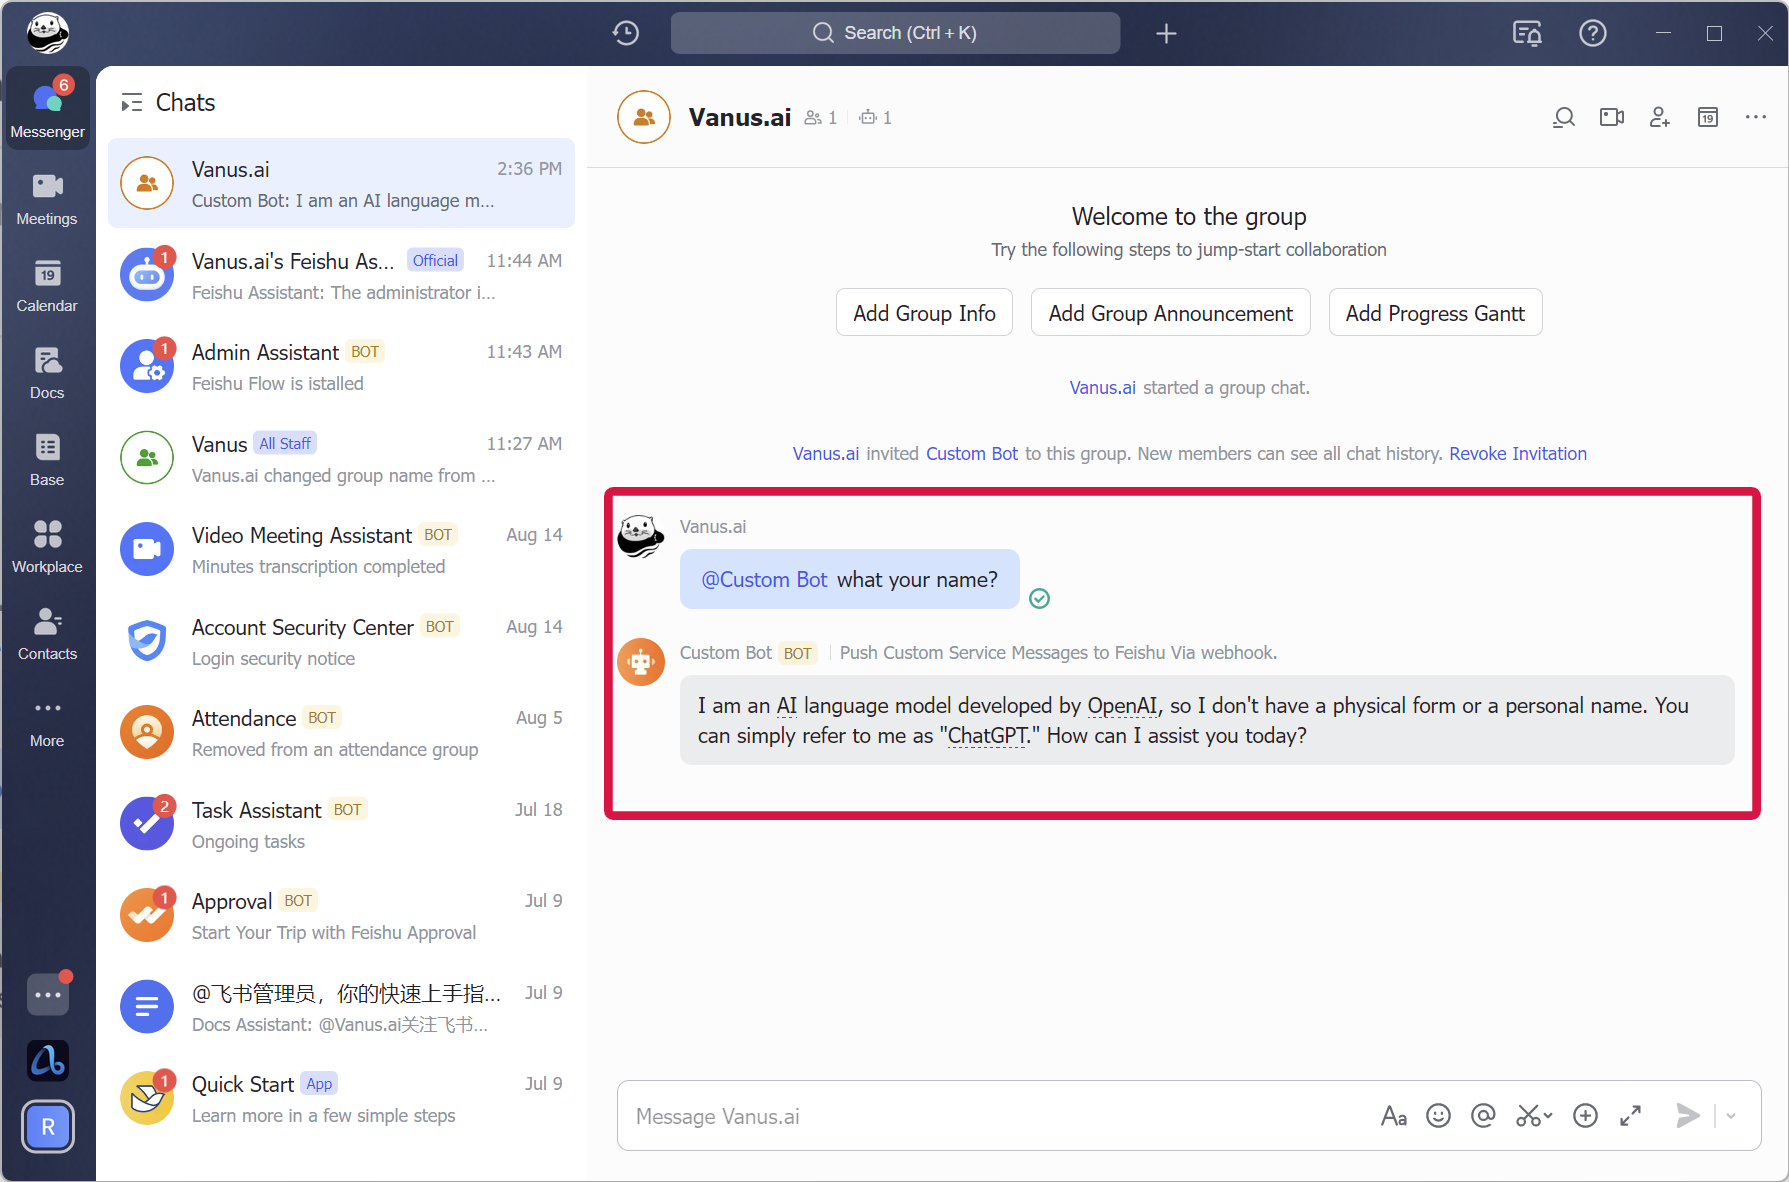 Search (Ctrl + K)
6
Messenger
Meetings
19
Calendar
Docs
Base
Workplace
Contacts
More
R
Chats
Vanus.ai 2:36 PM
Custom Bot: I am an AI language m...
1
Vanus.ai's Feishu As... Official 11:44 AM
Feishu Assistant: The administrator i...
1
Admin Assistant BOT 11:43 AM
Feishu Flow is istalled
Vanus All Staff 11:27 AM
Vanus.ai changed group name from ...
Video Meeting Assistant BOT Aug 14
Minutes transcription completed
Account Security Center BOT Aug 14
Login security notice
Attendance BOT Aug 5
Removed from an attendance group
2
Task Assistant BOT Jul 18
Ongoing tasks
1
Approval BOT Jul 9
Start Your Trip with Feishu Approval
@飞书管理员，你的快速上手指... Jul 9
Docs Assistant: @Vanus.ai关注飞书...
1
Quick Start App Jul 9
Learn more in a few simple steps
Vanus.ai 1 1
19
Welcome to the group
Try the following steps to jump-start collaboration
Add Group Info Add Group Announcement Add Progress Gantt
Vanus.ai started a group chat.
Vanus.ai invited Custom Bot to this group. New members can see all chat history. Revoke Invitation
Vanus.ai
@Custom Bot what your name?
Custom Bot BOT Push Custom Service Messages to Feishu Via webhook.
I am an AI language model developed by OpenAI, so I don't have a physical form or a personal name. You
can simply refer to me as "ChatGPT." How can I assist you today?
Message Vanus.ai
Aa